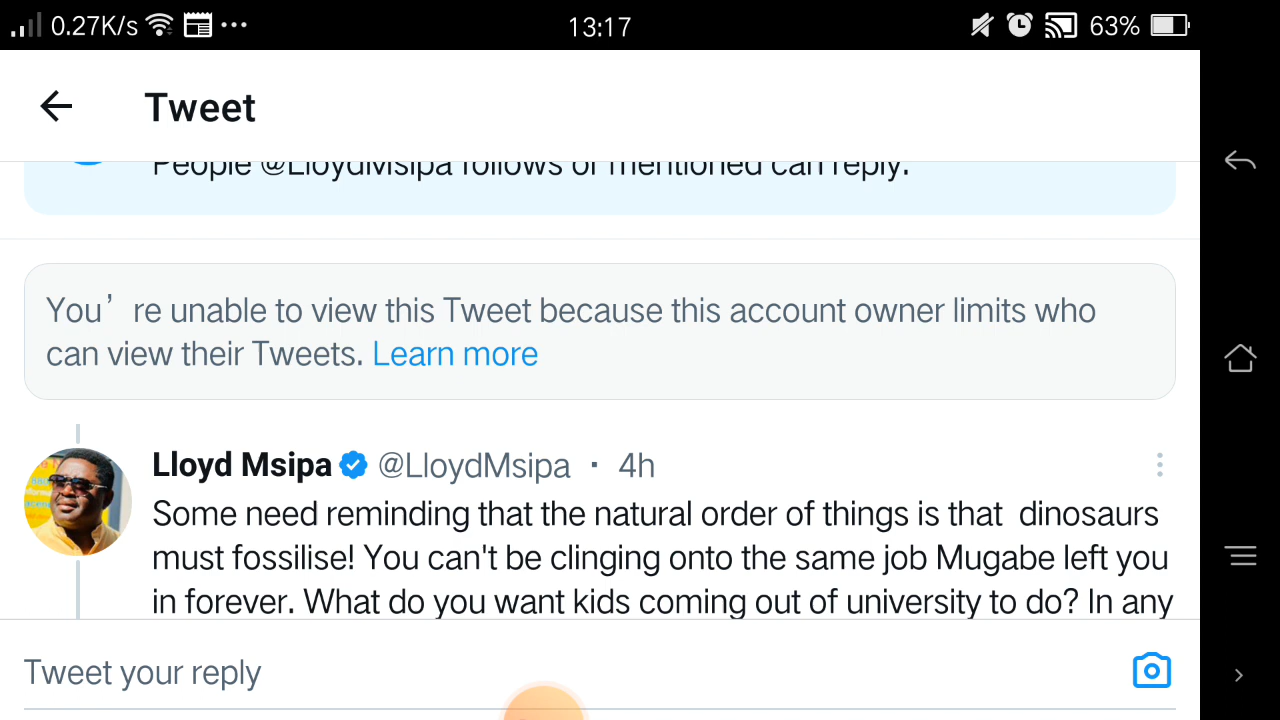 0.27K/s
13:17
63%
Tweet
People @LloydMsipa follows or mentioned can reply.
You' re unable to view this Tweet because this account owner limits who
can view their Tweets. Learn more
Lloyd Msipa @LloydMsipa · 4h
Some need reminding that the natural order of things is that  dinosaurs
must fossilise! You can't be clinging onto the same job Mugabe left you
in forever. What do you want kids coming out of university to do? In any
Tweet your reply